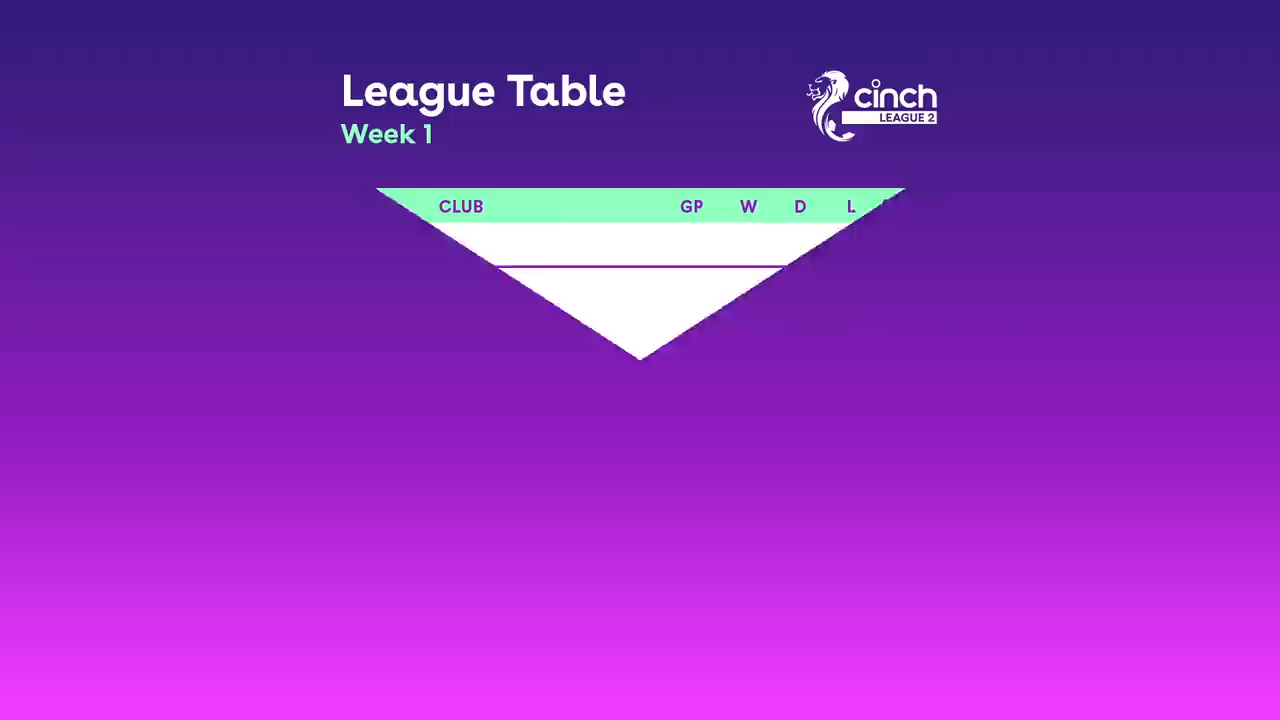 League Table
Week 1
cinch
LEAGUE 2
CLUB GP W D L